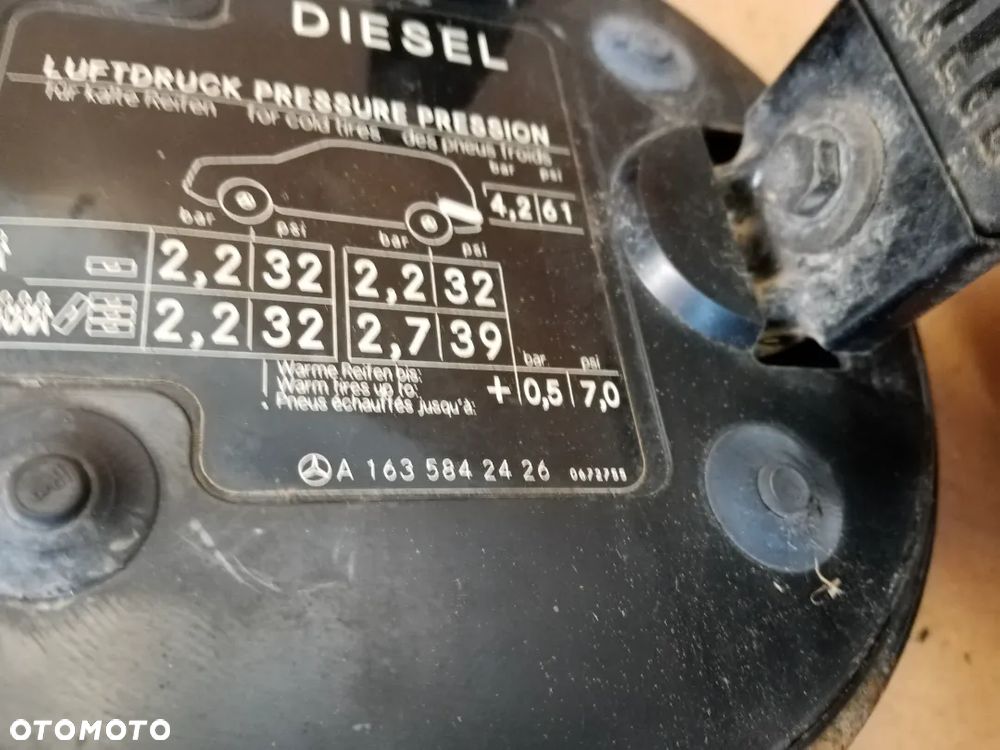 DIESEL
LUFTDRUCK PRESSURE PRESSION
für kalte Reifen for cold tires des pneus froids
bar psi
4,2 61
bar psi bar psi
2,2 32 2,2 32
2,2 32 2,7 39
bar psi
Warme Reifen bis:
Warm tires up to: + 0,5 7,0
Pneus échauffés jusqu'à:
A 163 584 24 26 0672755
OTOMOTO